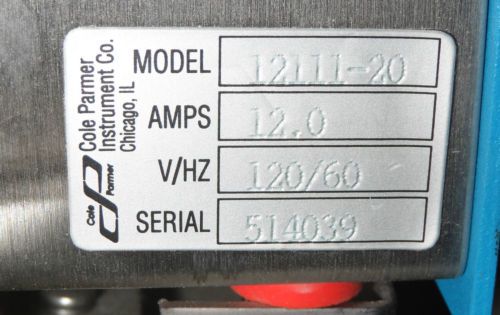 Cole Parmer
Instrument Co.
Chicago, IL
Cole
Parmer
MODEL 12111-20
AMPS 12.0
V/HZ 120/60
SERIAL 514039